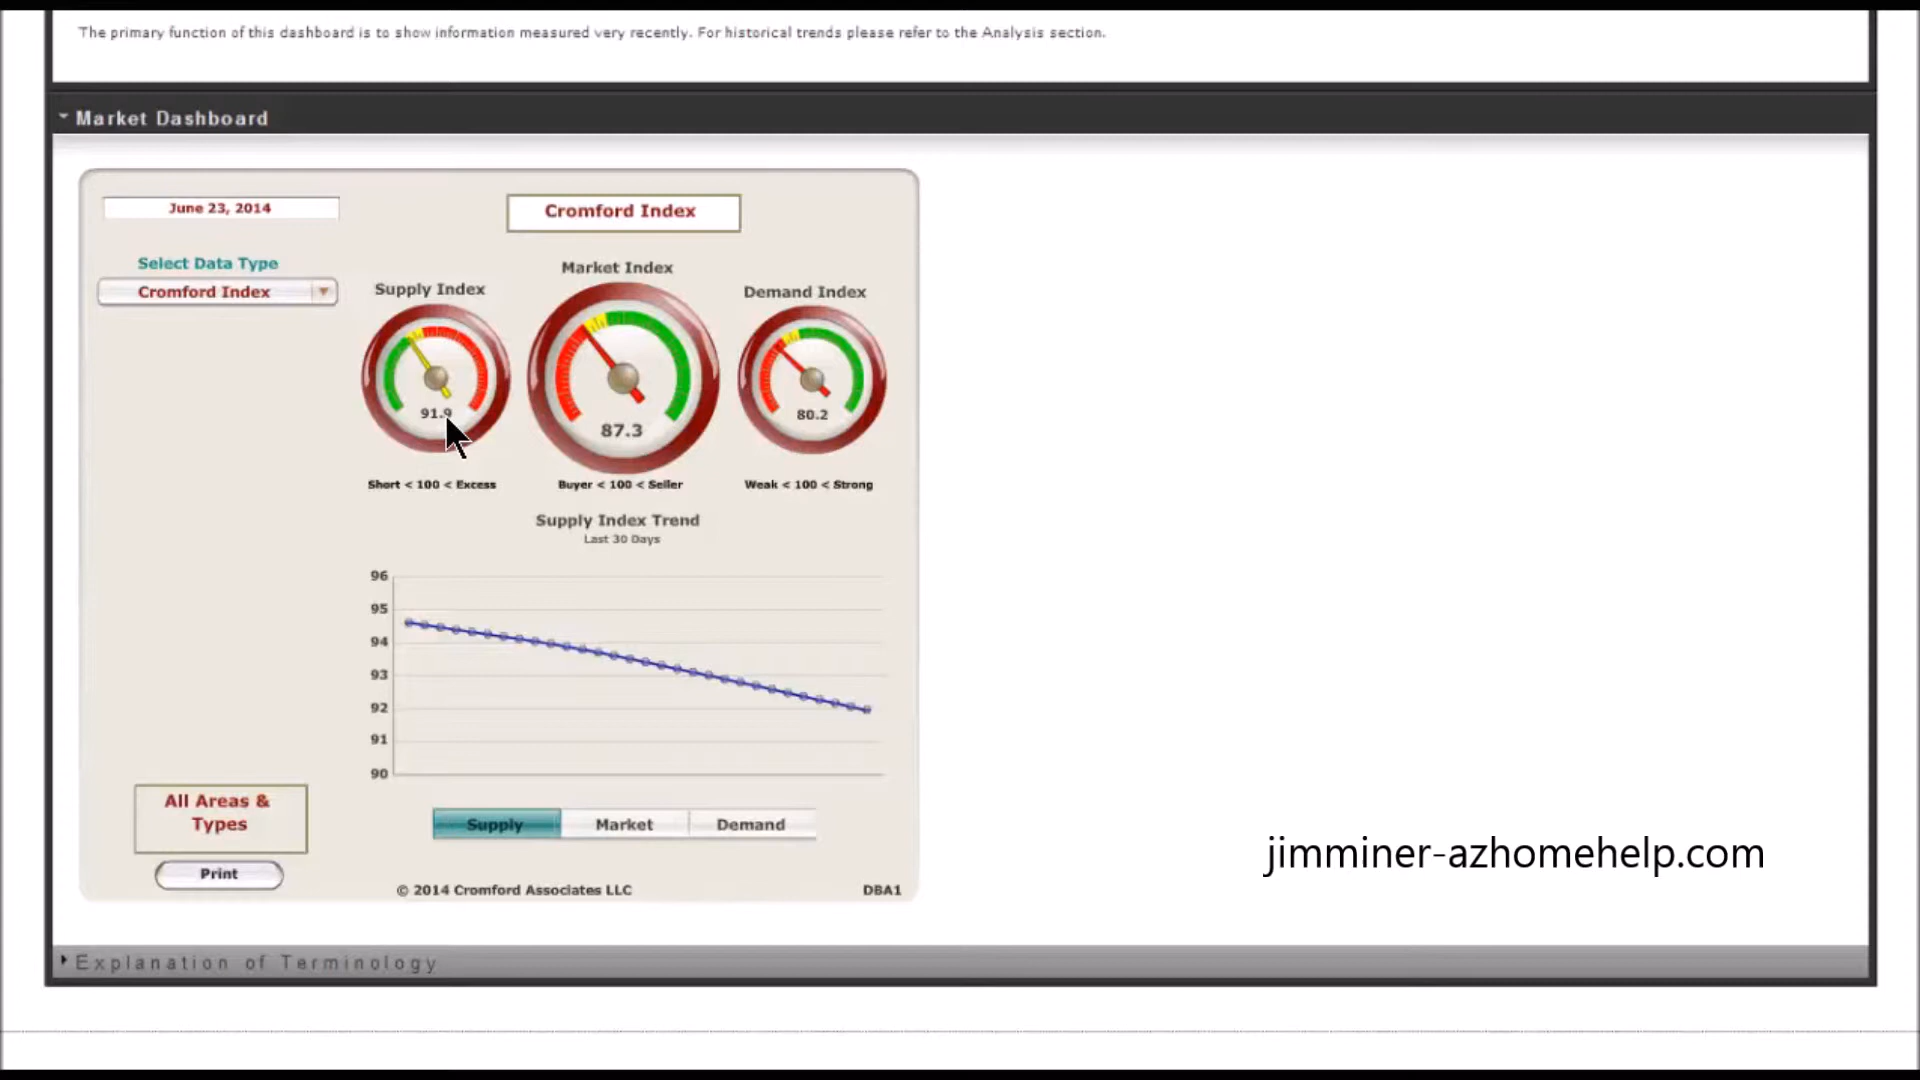 The primary function of this dashboard is to show information measured very recently. For historical trends please refer to the Analysis section.
Market Dashboard
June 23, 2014
Cromford Index
Select Data Type
Cromford Index
Supply Index
Market Index
Demand Index
91.9
87.3
80.2
Short < 100 < Excess
Buyer < 100 < Seller
Weak < 100 < Strong
Supply Index Trend
Last 30 Days
96
95
94
93
92
91
90
All Areas &
Types
Supply
Market
Demand
Print
© 2014 Cromford Associates LLC
DBA1
jimminer-azhomehelp.com
Explanation of Terminology